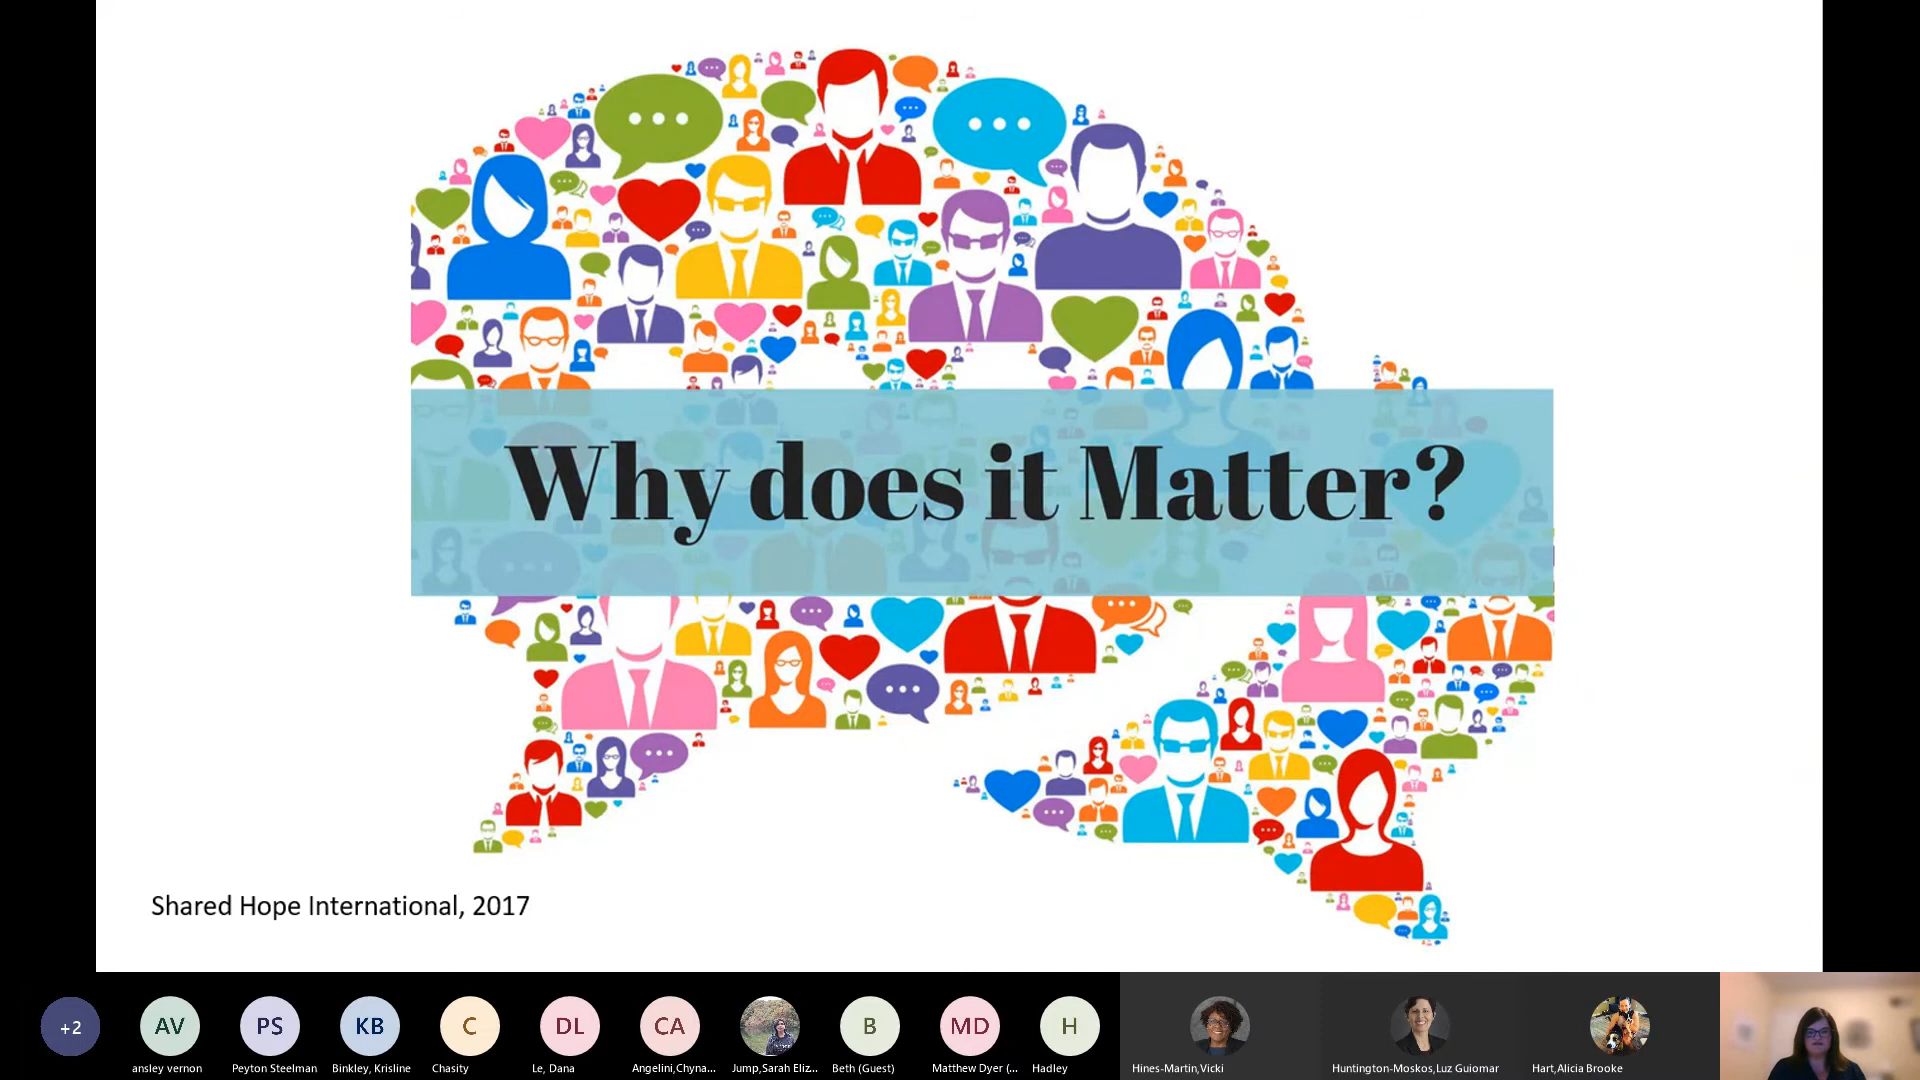 Why does it Matter?
Shared Hope International, 2017
+2
AV
PS
KB
C
DL
CA
B
MD
H
ansley vernon
Peyton Steelman
Binkley, Krisline
Chasity
Le, Dana
Angelini,Chyna...
Jump,Sarah Eliz...
Beth (Guest)
Matthew Dyer (...
Hadley
Hines-Martin,Vicki
Huntington-Moskos,Luz Guiomar
Hart,Alicia Brooke